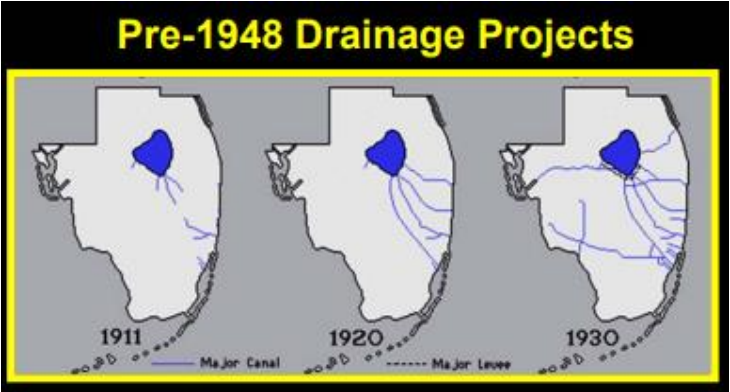 Pre-1948 Drainage Projects
1911
1920
1930
Major Canal
Major Levee